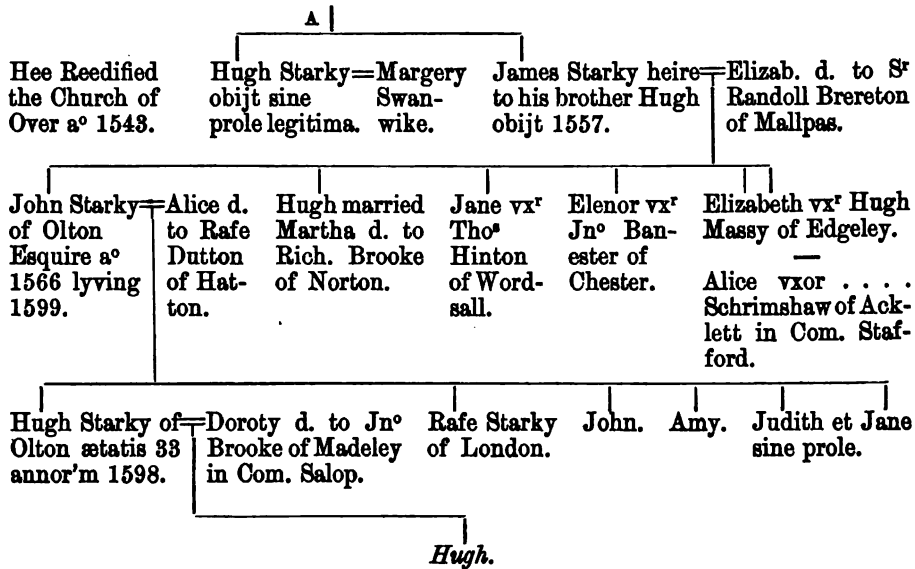 A
Hee Reedified
the Church of
Over aº 1543.
Hugh Starky=Margery
obijt sine Swan-
prole legitima. wike.
James Starky heire=Elizab. d. to Sʳ
to his brother Hugh Randoll Brereton
obijt 1557. of Mallpas.
John Starky=Alice d.
of Olton to Rafe
Esquire aº Dutton
1566 lyving of Hat-
1599. ton.
Hugh married
Martha d. to
Rich. Brooke
of Norton.
Jane vxʳ
Thoˢ
Hinton
of Word-
sall.
Elenor vxʳ
Jnº Ban-
ester of
Chester.
Elizabeth vxʳ Hugh
Massy of Edgeley.
—
Alice vxor . . . .
Schrimshaw of Ack-
lett in Com. Staf-
ford.
Hugh Starky of=Doroty d. to Jnº
Olton ætatis 33 Brooke of Madeley
annor'm 1598. in Com. Salop.
Rafe Starky
of London.
John.
Amy.
Judith et Jane
sine prole.
Hugh.